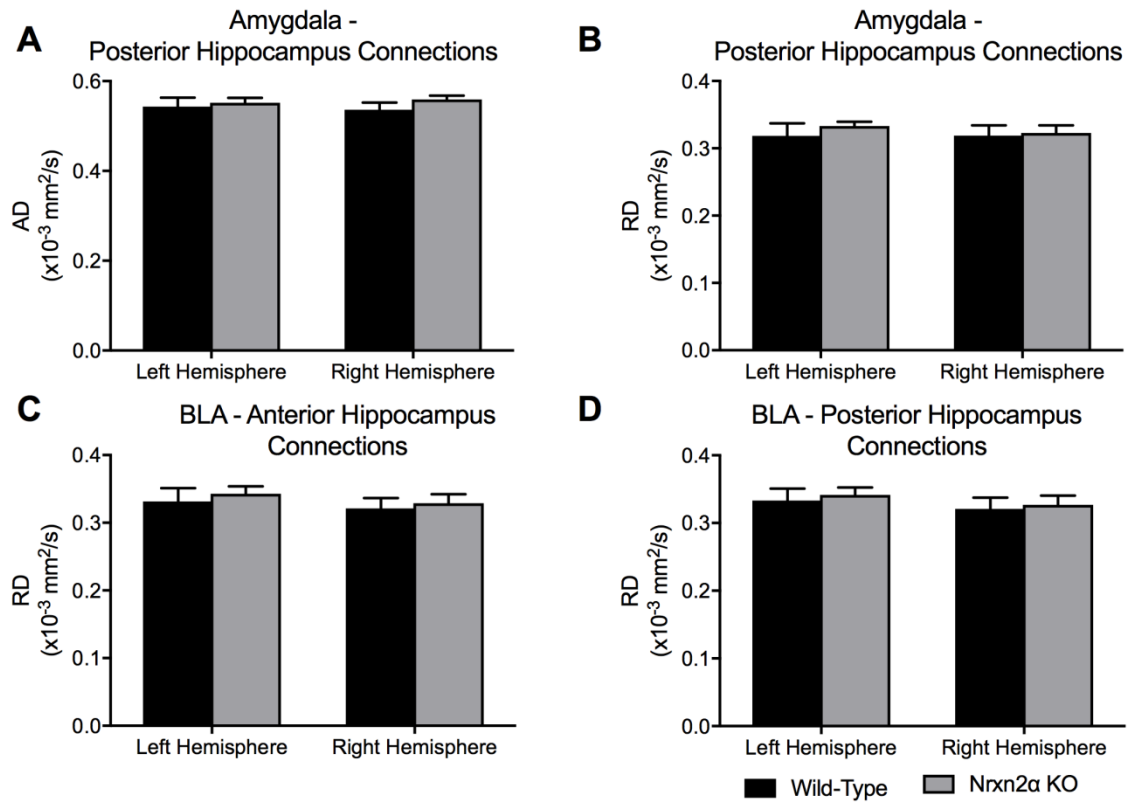 A
Amygdala -
Posterior Hippocampus Connections
AD
(x10⁻³ mm²/s)
0.6
0.4
0.2
0.0
Left Hemisphere
Right Hemisphere
B
Amygdala -
Posterior Hippocampus Connections
RD
(x10⁻³ mm²/s)
0.4
0.3
0.2
0.1
0.0
Left Hemisphere
Right Hemisphere
C
BLA - Anterior Hippocampus
Connections
RD
(x10⁻³ mm²/s)
0.4
0.3
0.2
0.1
0.0
Left Hemisphere
Right Hemisphere
D
BLA - Posterior Hippocampus
Connections
RD
(x10⁻³ mm²/s)
0.4
0.3
0.2
0.1
0.0
Left Hemisphere
Right Hemisphere
Wild-Type
Nrxn2α KO